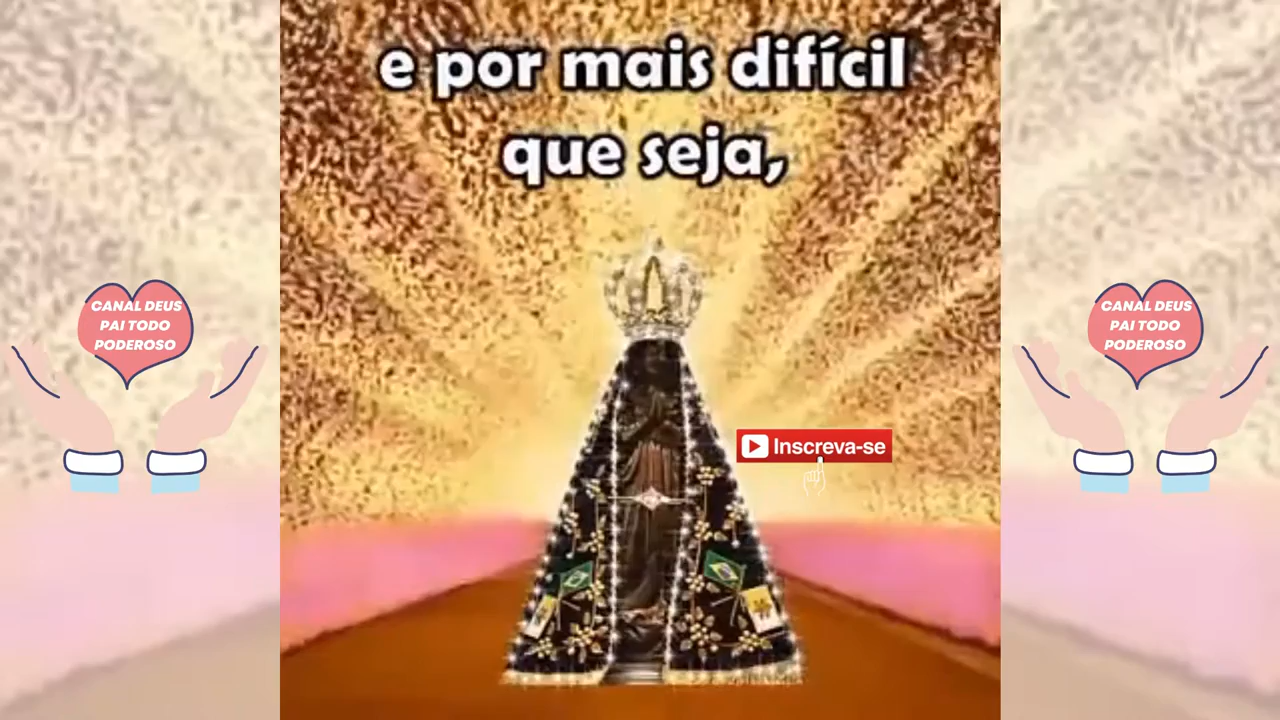 e por mais difícil
que seja,
CANAL DEUS
PAI TODO
PODEROSO
Inscreva-se
CANAL DEUS
PAI TODO
PODEROSO